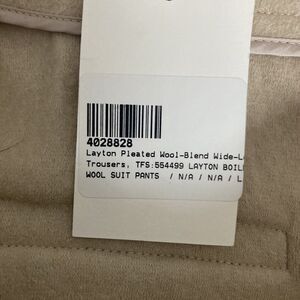 4028828
Layton Pleated Wool-Blend Wide-L
Trousers, TFS:554499 LAYTON BOIL
WOOL SUIT PANTS / N/A / N/A / L